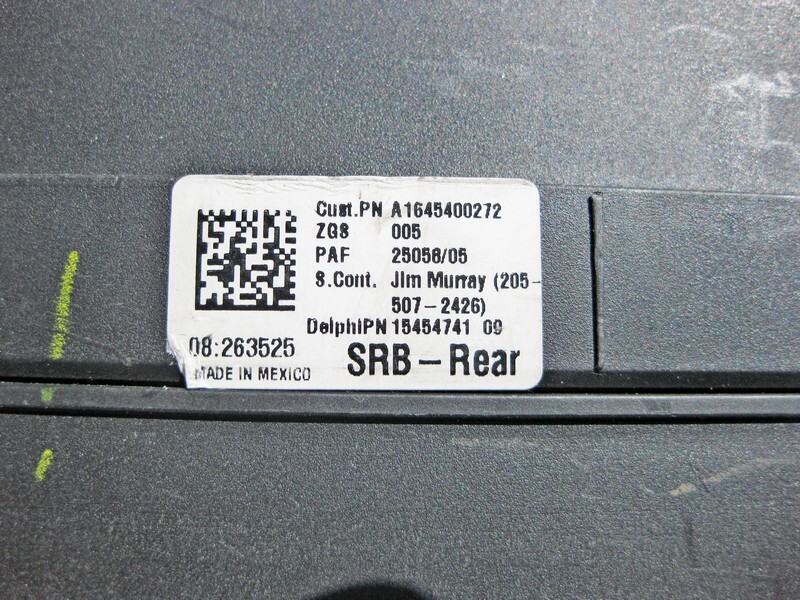 Cust.PN A1645400272
ZGS 005
PAF 25058/05
S.Cont. Jim Murray (205-
507-2426)
DelphiPN 15454741 09
08:263525
SRB-Rear
MADE IN MEXICO